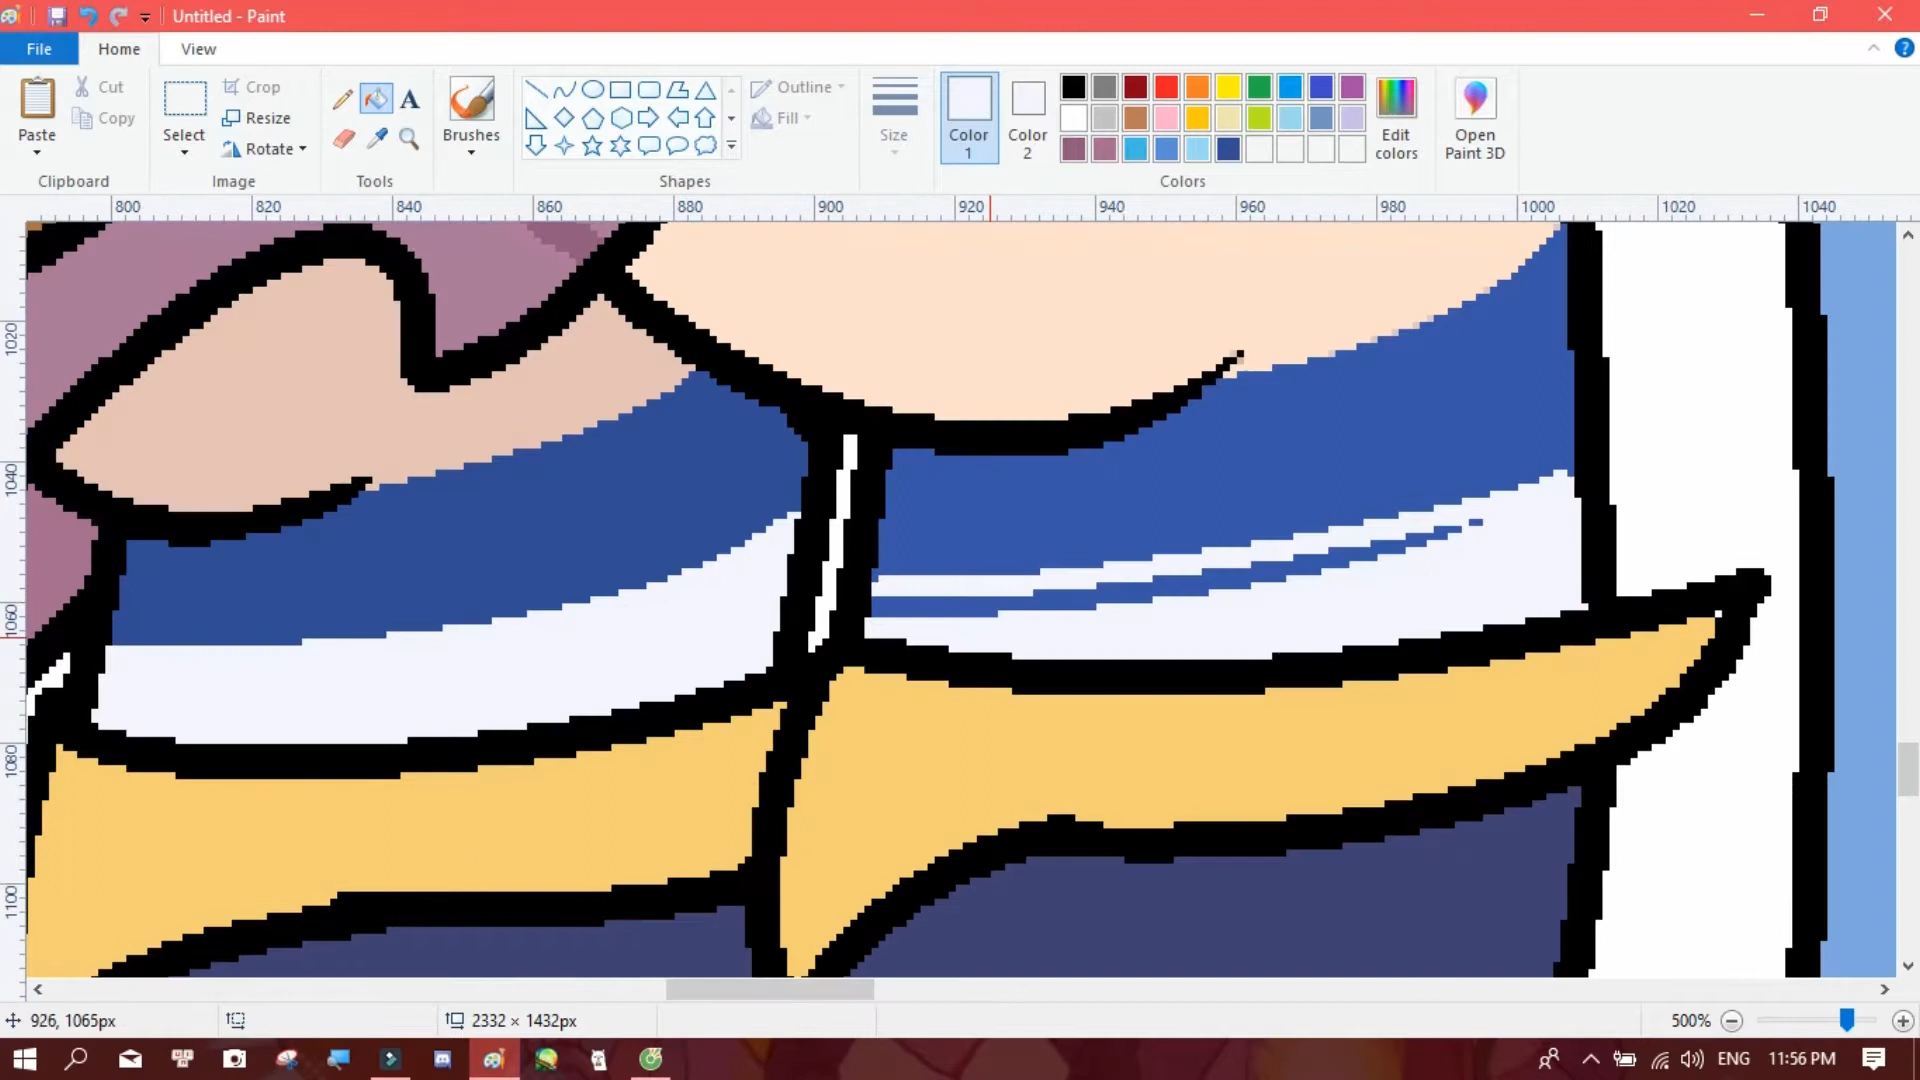 Untitled - Paint
File Home View
Cut Crop Outline
Copy Resize A Fill
Paste Select Rotate Brushes Size Color 1 Color 2 Edit colors Open Paint 3D
Clipboard Image Tools Shapes Colors
800 820 840 860 880 900 920 940 960 980 1000 1020 1040
1020
1040
1060
1080
1100
926, 1065px 2332 × 1432px 500%
ENG 11:56 PM